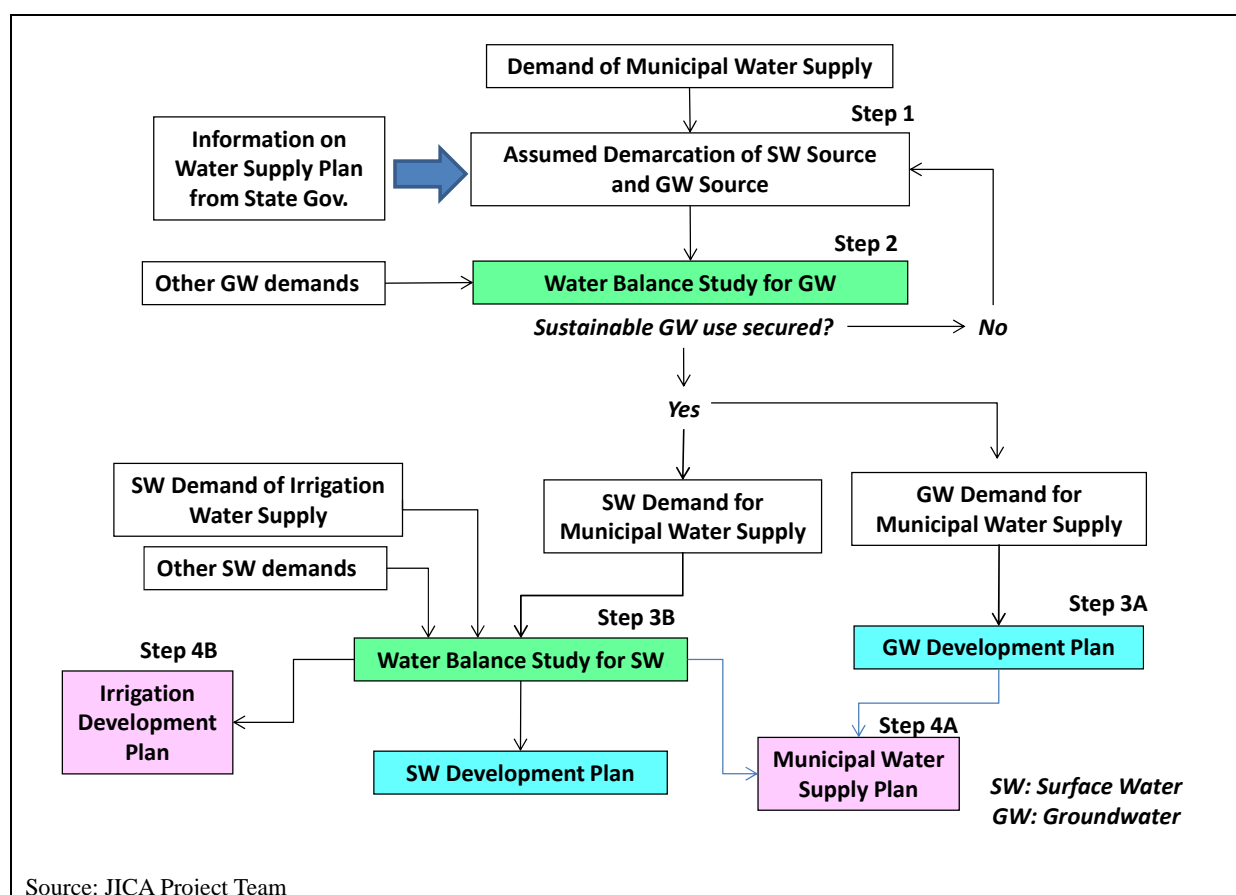 Demand of Municipal Water Supply
Step 1
Information on
Water Supply Plan
from State Gov.
Assumed Demarcation of SW Source
and GW Source
Step 2
Other GW demands
Water Balance Study for GW
Sustainable GW use secured?
No
Yes
SW Demand of Irrigation
Water Supply
SW Demand for
Municipal Water Supply
GW Demand for
Municipal Water Supply
Other SW demands
Step 3B
Step 3A
Step 4B
Water Balance Study for SW
GW Development Plan
Irrigation
Development
Plan
Step 4A
SW Development Plan
Municipal Water
Supply Plan
SW: Surface Water
GW: Groundwater
Source: JICA Project Team